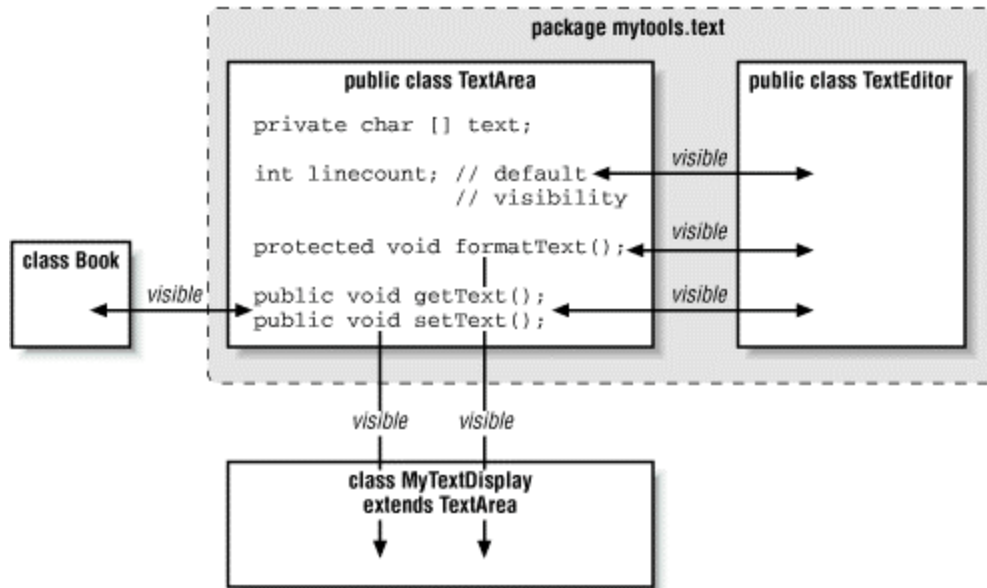 package mytools.text
public class TextArea
private char [] text;
int linecount; // default
// visibility
protected void formatText();
public void getText();
public void setText();
public class TextEditor
visible
visible
visible
class Book
visible
visible
visible
class MyTextDisplay
extends TextArea